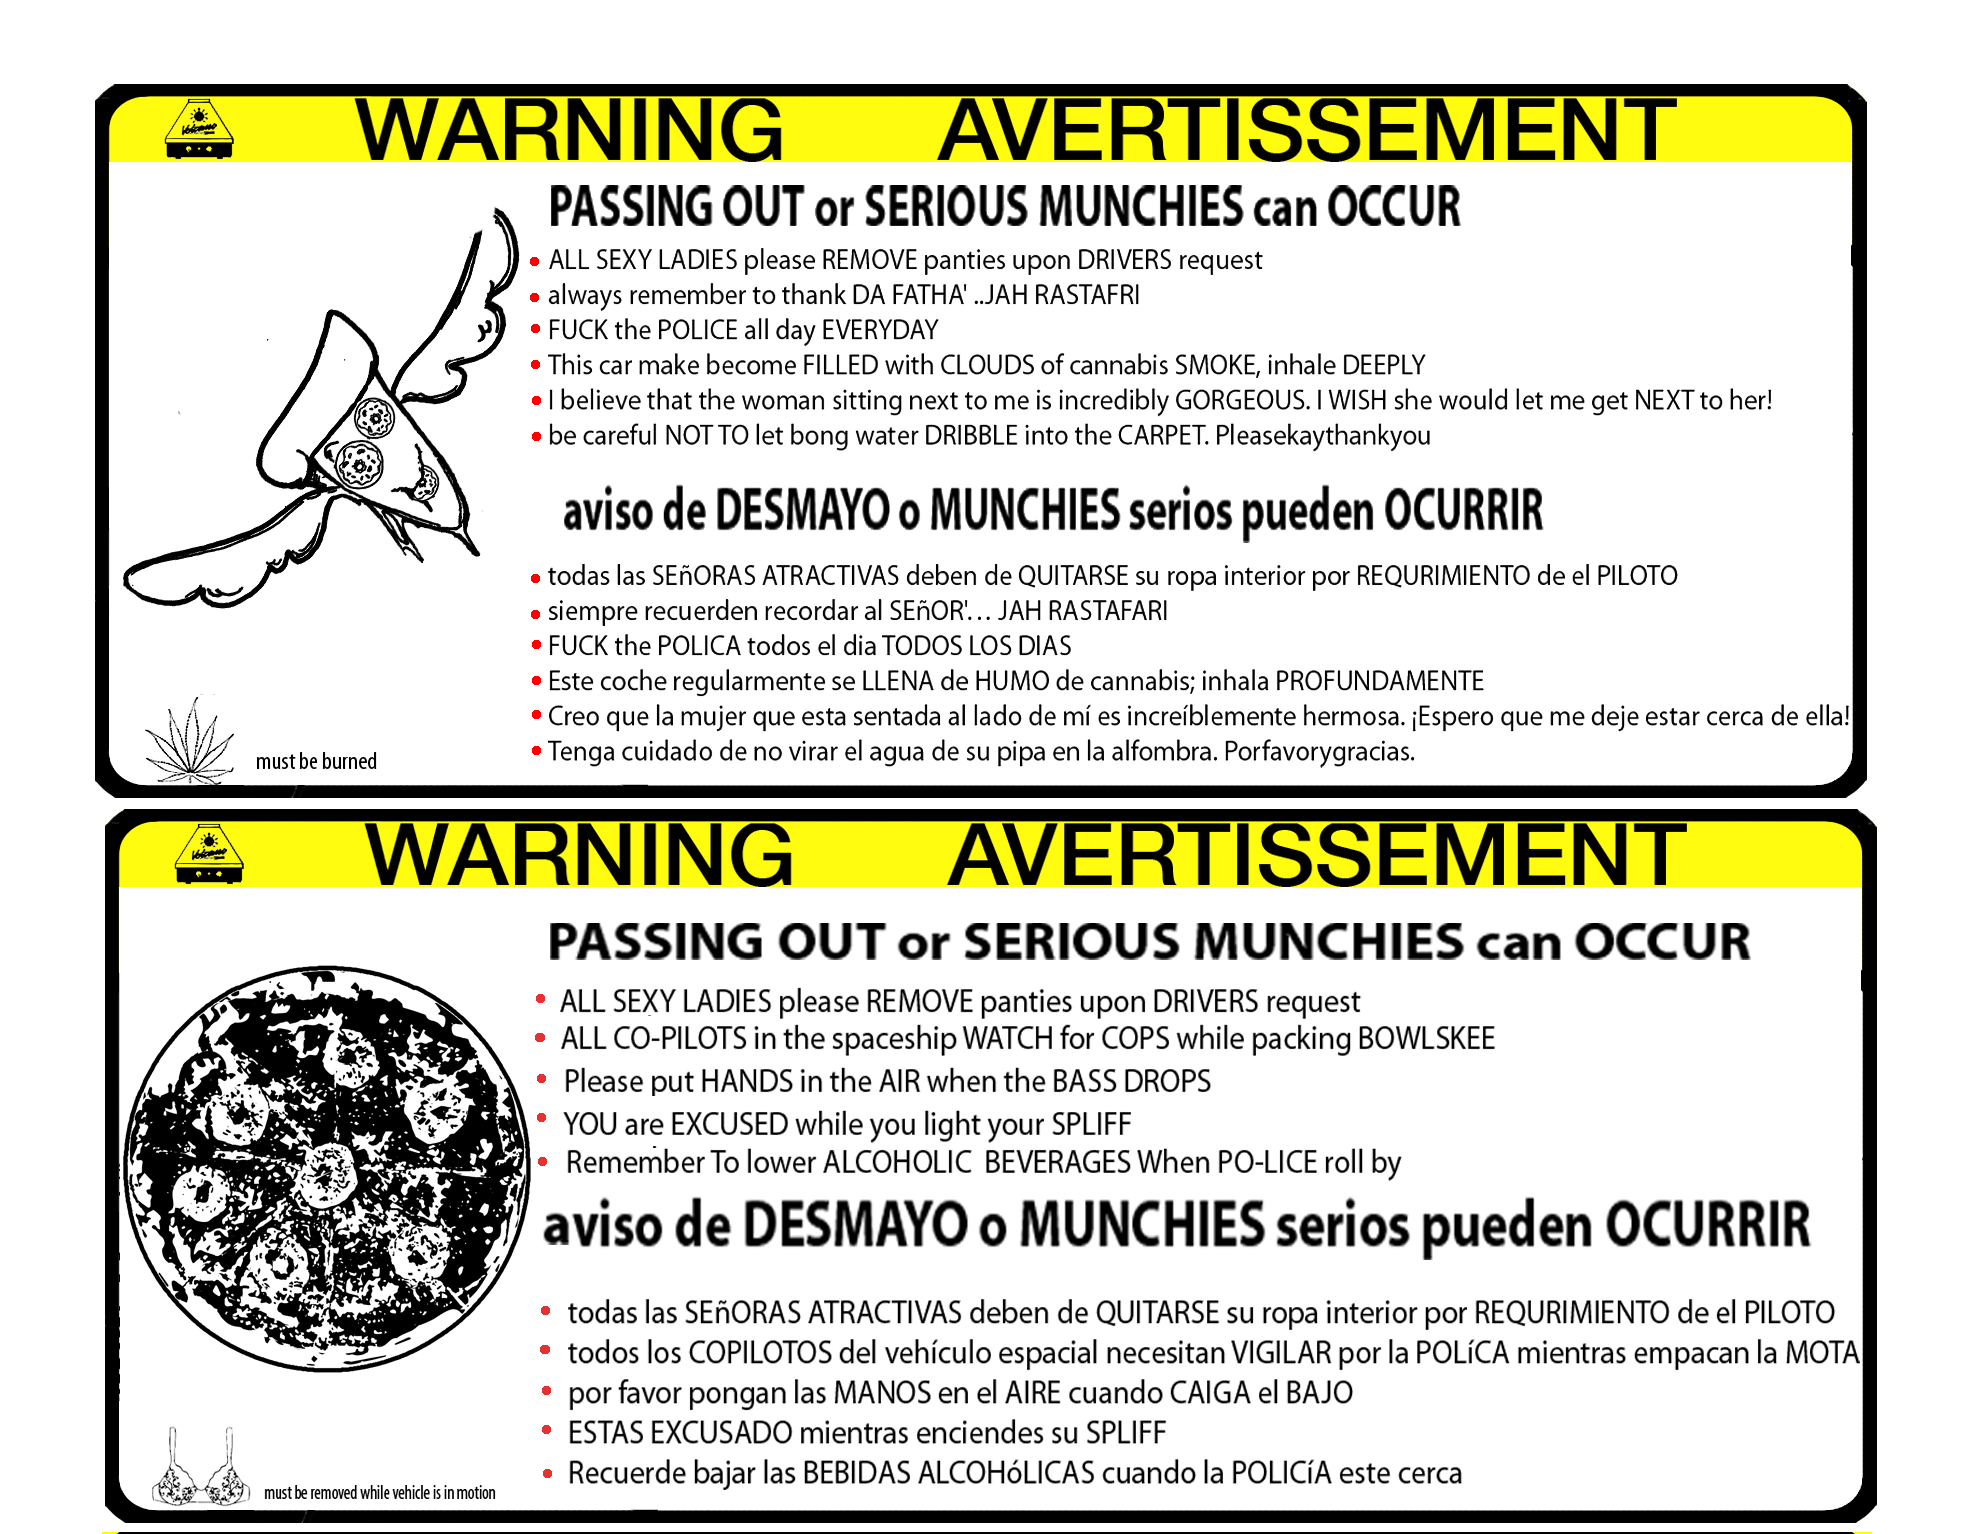 Volcano
WARNING AVERTISSEMENT
PASSING OUT or SERIOUS MUNCHIES can OCCUR
• ALL SEXY LADIES please REMOVE panties upon DRIVERS request
• always remember to thank DA FATHA' ..JAH RASTAFRI
• FUCK the POLICE all day EVERYDAY
• This car make become FILLED with CLOUDS of cannabis SMOKE, inhale DEEPLY
• I believe that the woman sitting next to me is incredibly GORGEOUS. I WISH she would let me get NEXT to her!
• be careful NOT TO let bong water DRIBBLE into the CARPET. Pleasekaythankyou
aviso de DESMAYO o MUNCHIES serios pueden OCURRIR
• todas las SEñORAS ATRACTIVAS deben de QUITARSE su ropa interior por REQURIMIENTO de el PILOTO
• siempre recuerden recordar al SEñOR'... JAH RASTAFARI
• FUCK the POLICA todos el dia TODOS LOS DIAS
• Este coche regularmente se LLENA de HUMO de cannabis; inhala PROFUNDAMENTE
• Creo que la mujer que esta sentada al lado de mí es increíblemente hermosa. ¡Espero que me deje estar cerca de ella!
• Tenga cuidado de no virar el agua de su pipa en la alfombra. Porfavorygracias.
must be burned
Volcano
WARNING AVERTISSEMENT
PASSING OUT or SERIOUS MUNCHIES can OCCUR
• ALL SEXY LADIES please REMOVE panties upon DRIVERS request
• ALL CO-PILOTS in the spaceship WATCH for COPS while packing BOWLSKEE
• Please put HANDS in the AIR when the BASS DROPS
• YOU are EXCUSED while you light your SPLIFF
• Remember To lower ALCOHOLIC BEVERAGES When PO-LICE roll by
aviso de DESMAYO o MUNCHIES serios pueden OCURRIR
• todas las SEñORAS ATRACTIVAS deben de QUITARSE su ropa interior por REQURIMIENTO de el PILOTO
• todos los COPILOTOS del vehículo espacial necesitan VIGILAR por la POLíCA mientras empacan la MOTA
• por favor pongan las MANOS en el AIRE cuando CAIGA el BAJO
• ESTAS EXCUSADO mientras enciendes su SPLIFF
• Recuerde bajar las BEBIDAS ALCOHóLICAS cuando la POLICíA este cerca
must be removed while vehicle is in motion